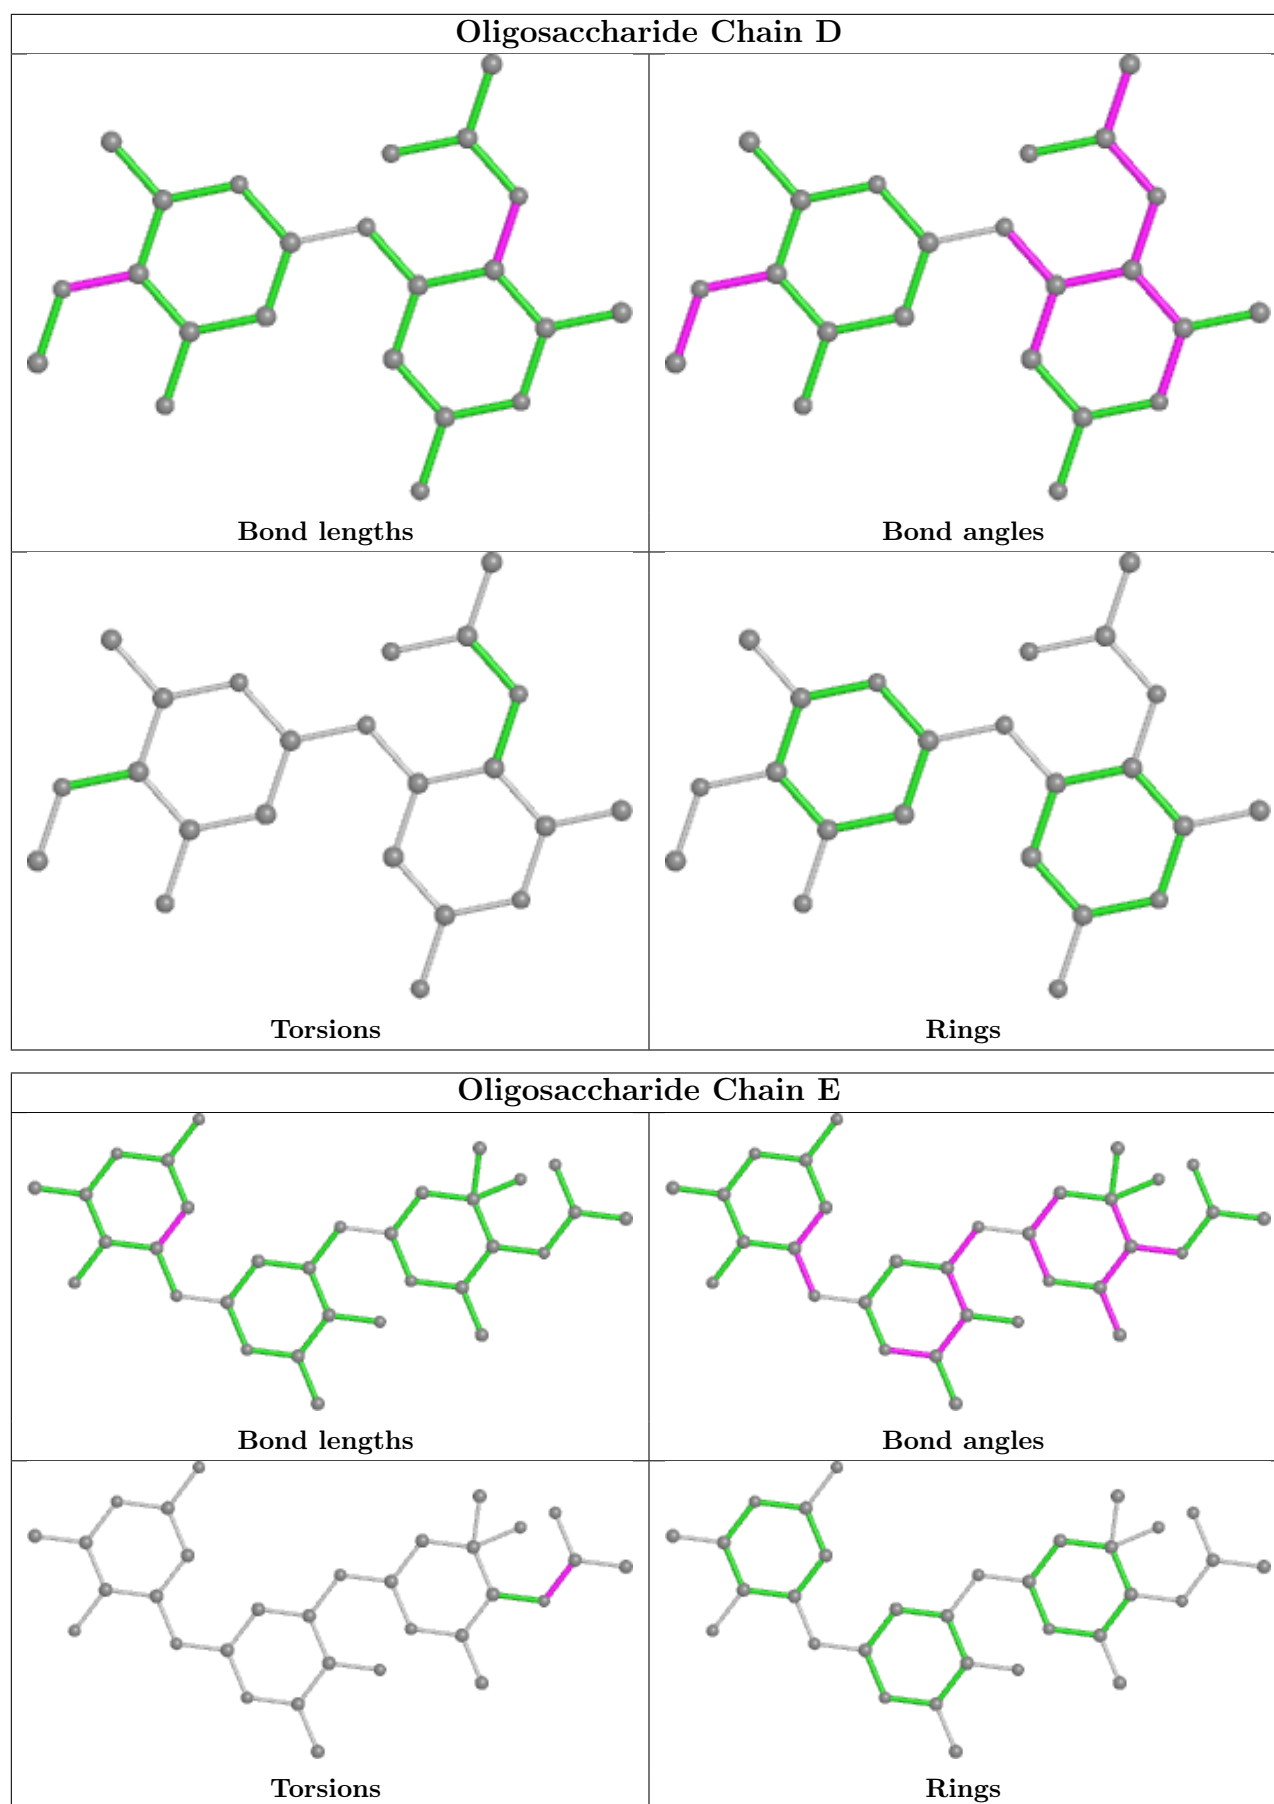 Oligosaccharide Chain D
Bond lengths
Bond angles
Torsions
Rings
Oligosaccharide Chain E
Bond lengths
Bond angles
Torsions
Rings